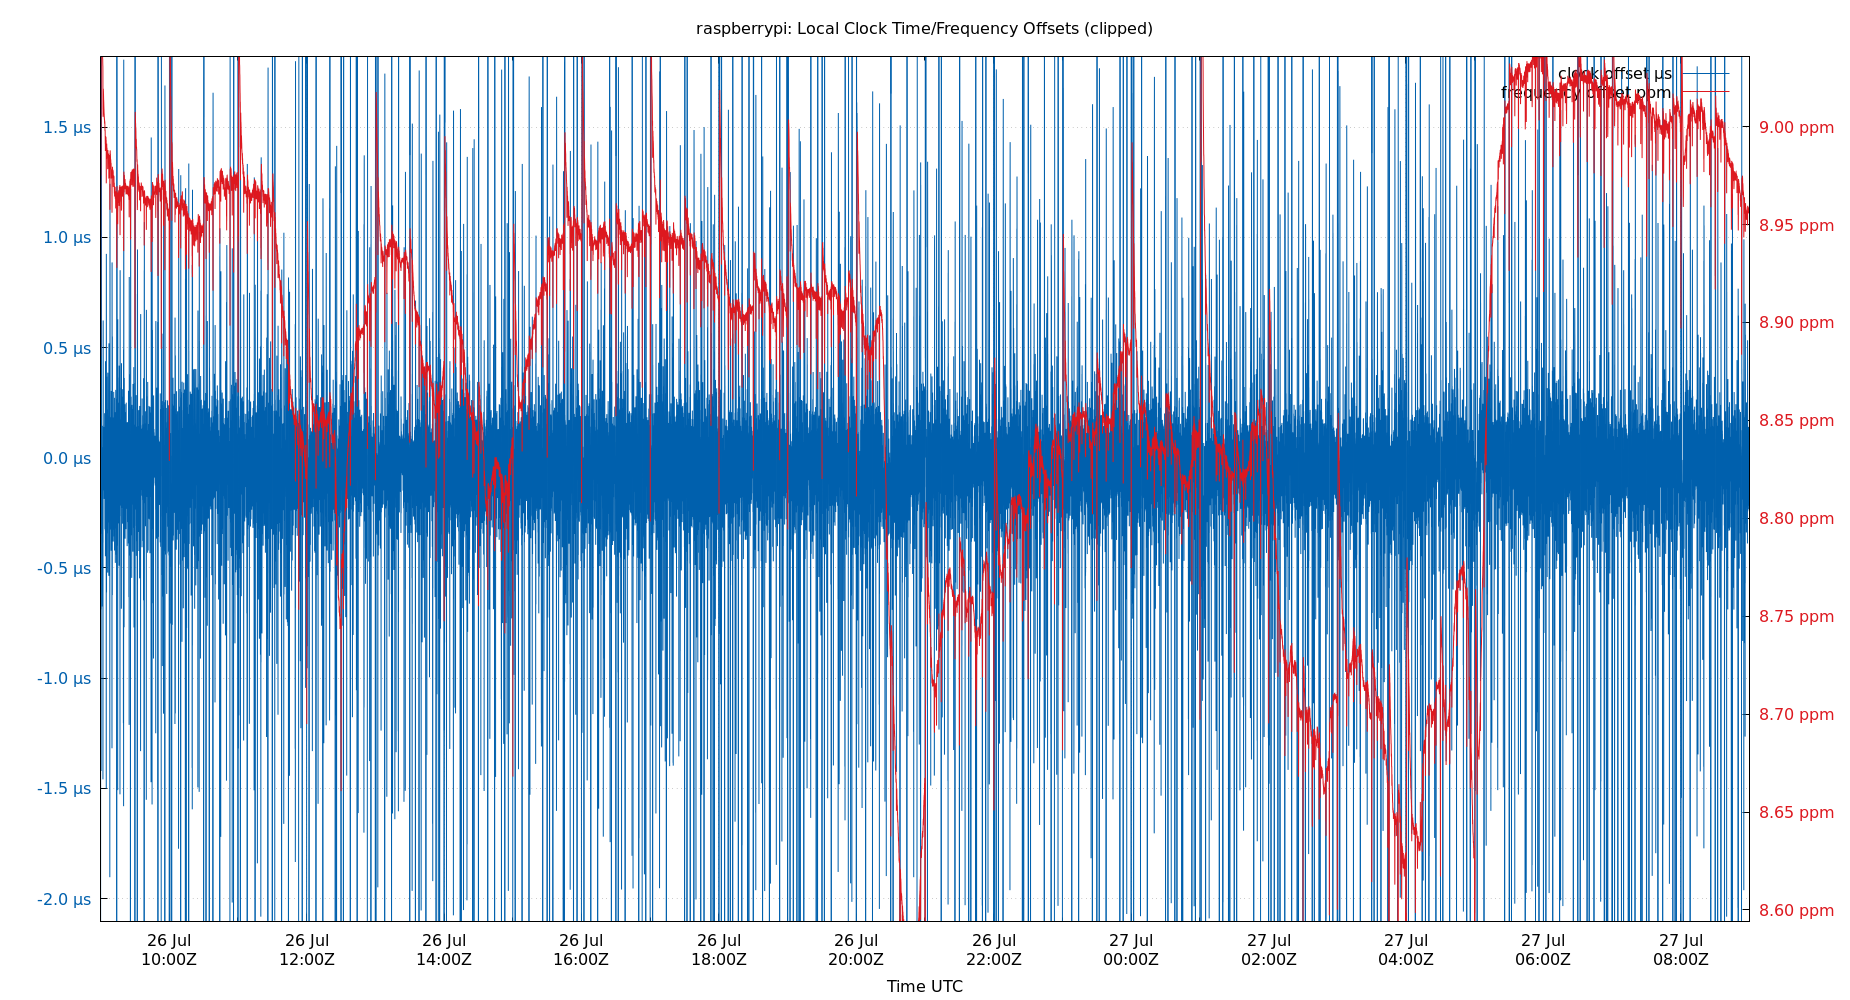 raspberrypi: Local Clock Time/Frequency Offsets (clipped)
clock offset µs
frequency offset ppm
1.5 µs
1.0 µs
0.5 µs
0.0 µs
-0.5 µs
-1.0 µs
-1.5 µs
-2.0 µs
9.00 ppm
8.95 ppm
8.90 ppm
8.85 ppm
8.80 ppm
8.75 ppm
8.70 ppm
8.65 ppm
8.60 ppm
26 Jul
10:00Z
26 Jul
12:00Z
26 Jul
14:00Z
26 Jul
16:00Z
26 Jul
18:00Z
26 Jul
20:00Z
26 Jul
22:00Z
27 Jul
00:00Z
27 Jul
02:00Z
27 Jul
04:00Z
27 Jul
06:00Z
27 Jul
08:00Z
Time UTC